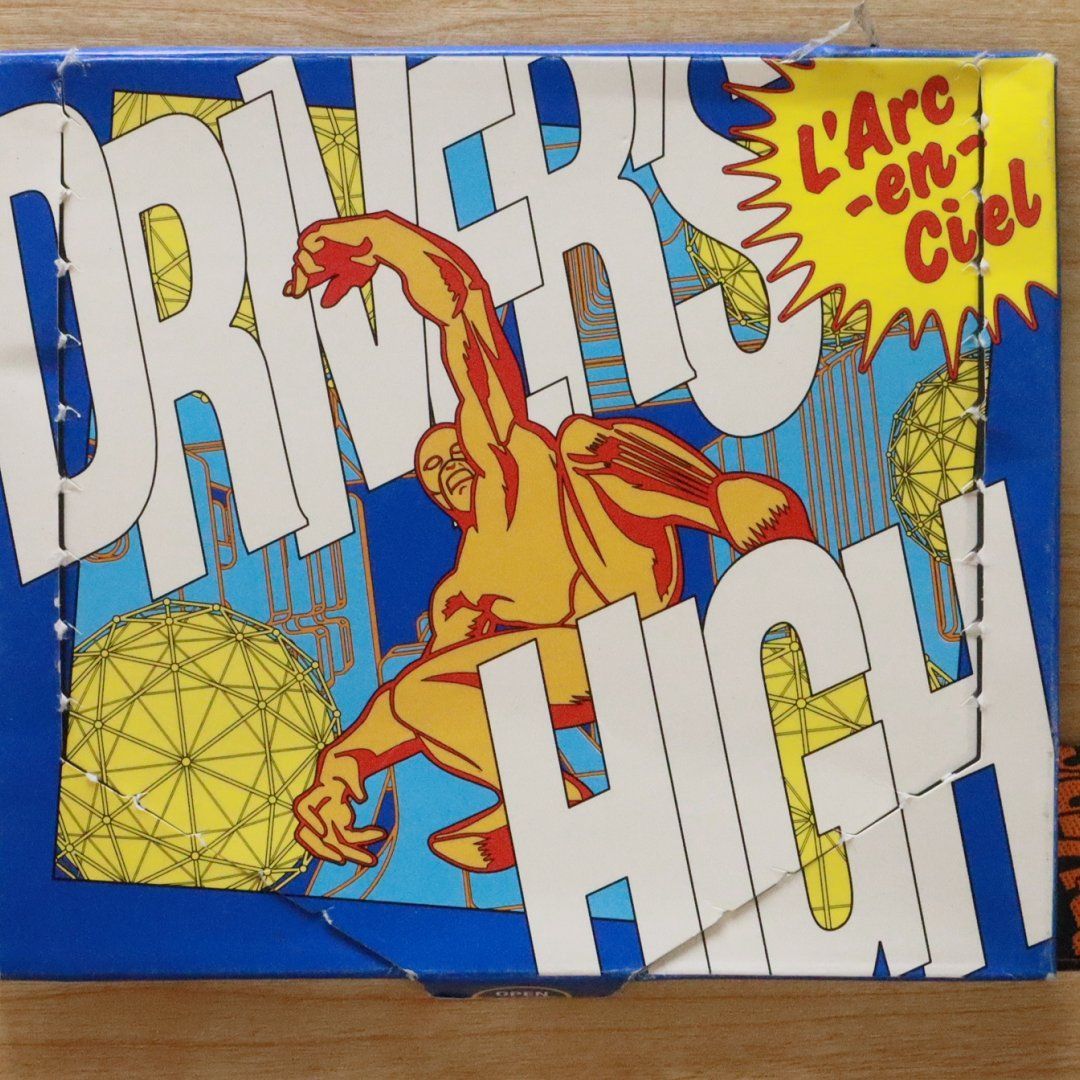 DRIVER'S
HIGH
L'Arc
-en-
Ciel
OPEN